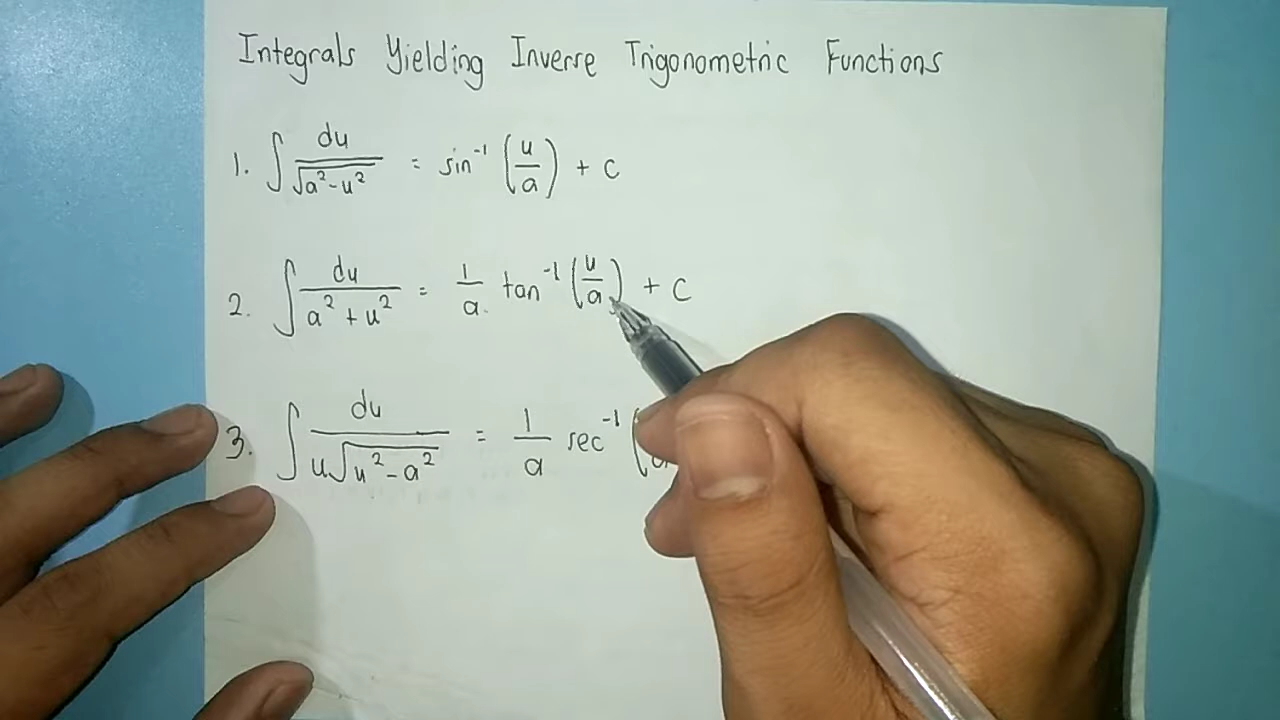 Integrals Yielding Inverse Trigonometric Functions
1. ∫ du / √(a² - u²) = sin⁻¹ (u/a) + C
2. ∫ du / (a² + u²) = 1/a tan⁻¹ (u/a) + C
3. ∫ du / (u√(u² - a²)) = 1/a sec⁻¹ (